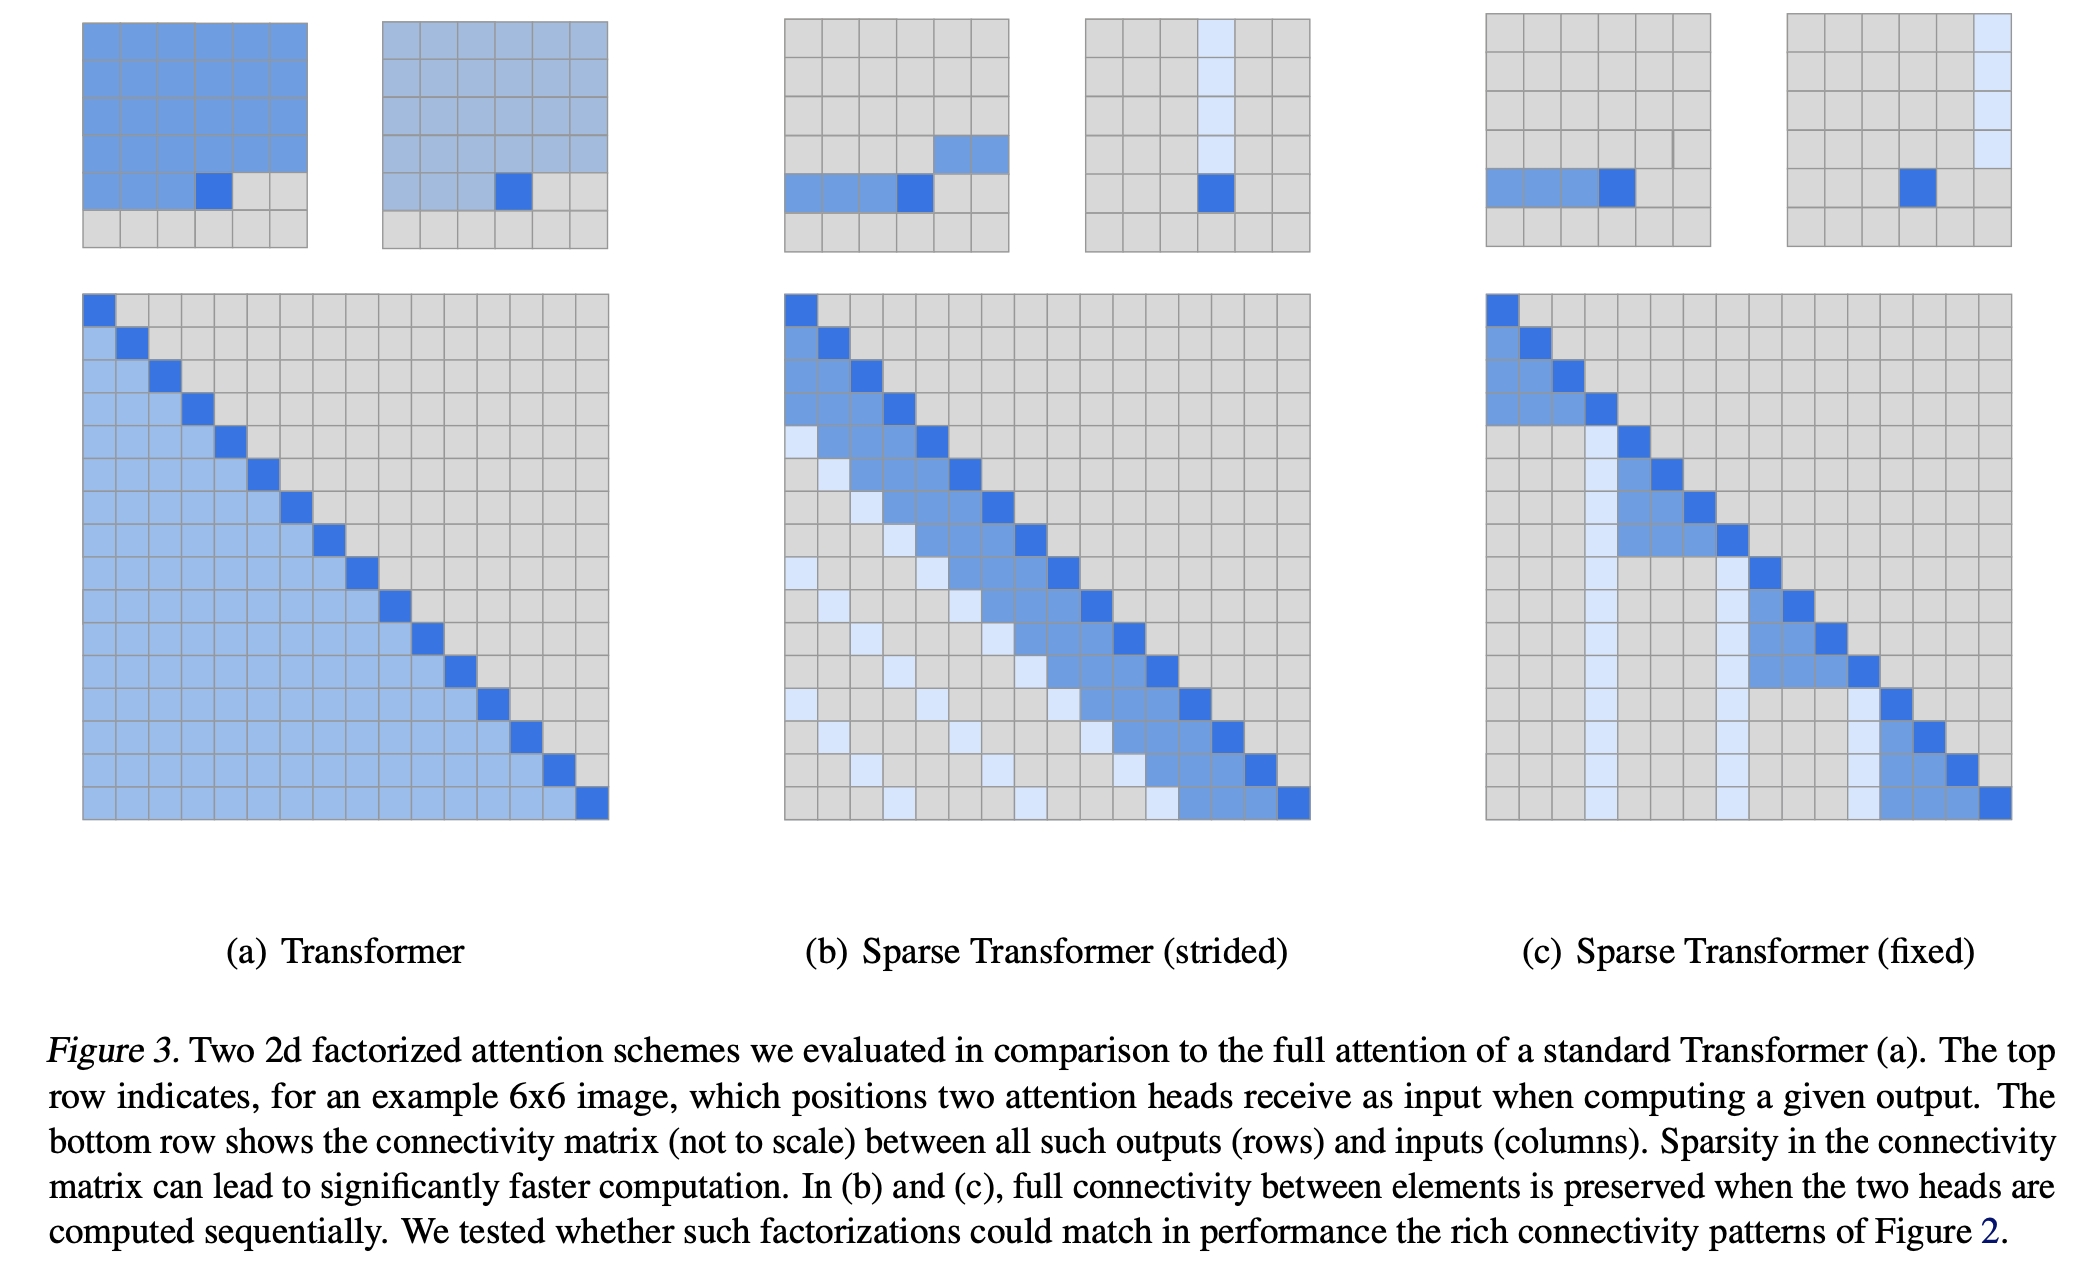 (a) Transformer
(b) Sparse Transformer (strided)
(c) Sparse Transformer (fixed)
Figure 3. Two 2d factorized attention schemes we evaluated in comparison to the full attention of a standard Transformer (a). The top
row indicates, for an example 6x6 image, which positions two attention heads receive as input when computing a given output. The
bottom row shows the connectivity matrix (not to scale) between all such outputs (rows) and inputs (columns). Sparsity in the connectivity
matrix can lead to significantly faster computation. In (b) and (c), full connectivity between elements is preserved when the two heads are
computed sequentially. We tested whether such factorizations could match in performance the rich connectivity patterns of Figure 2.